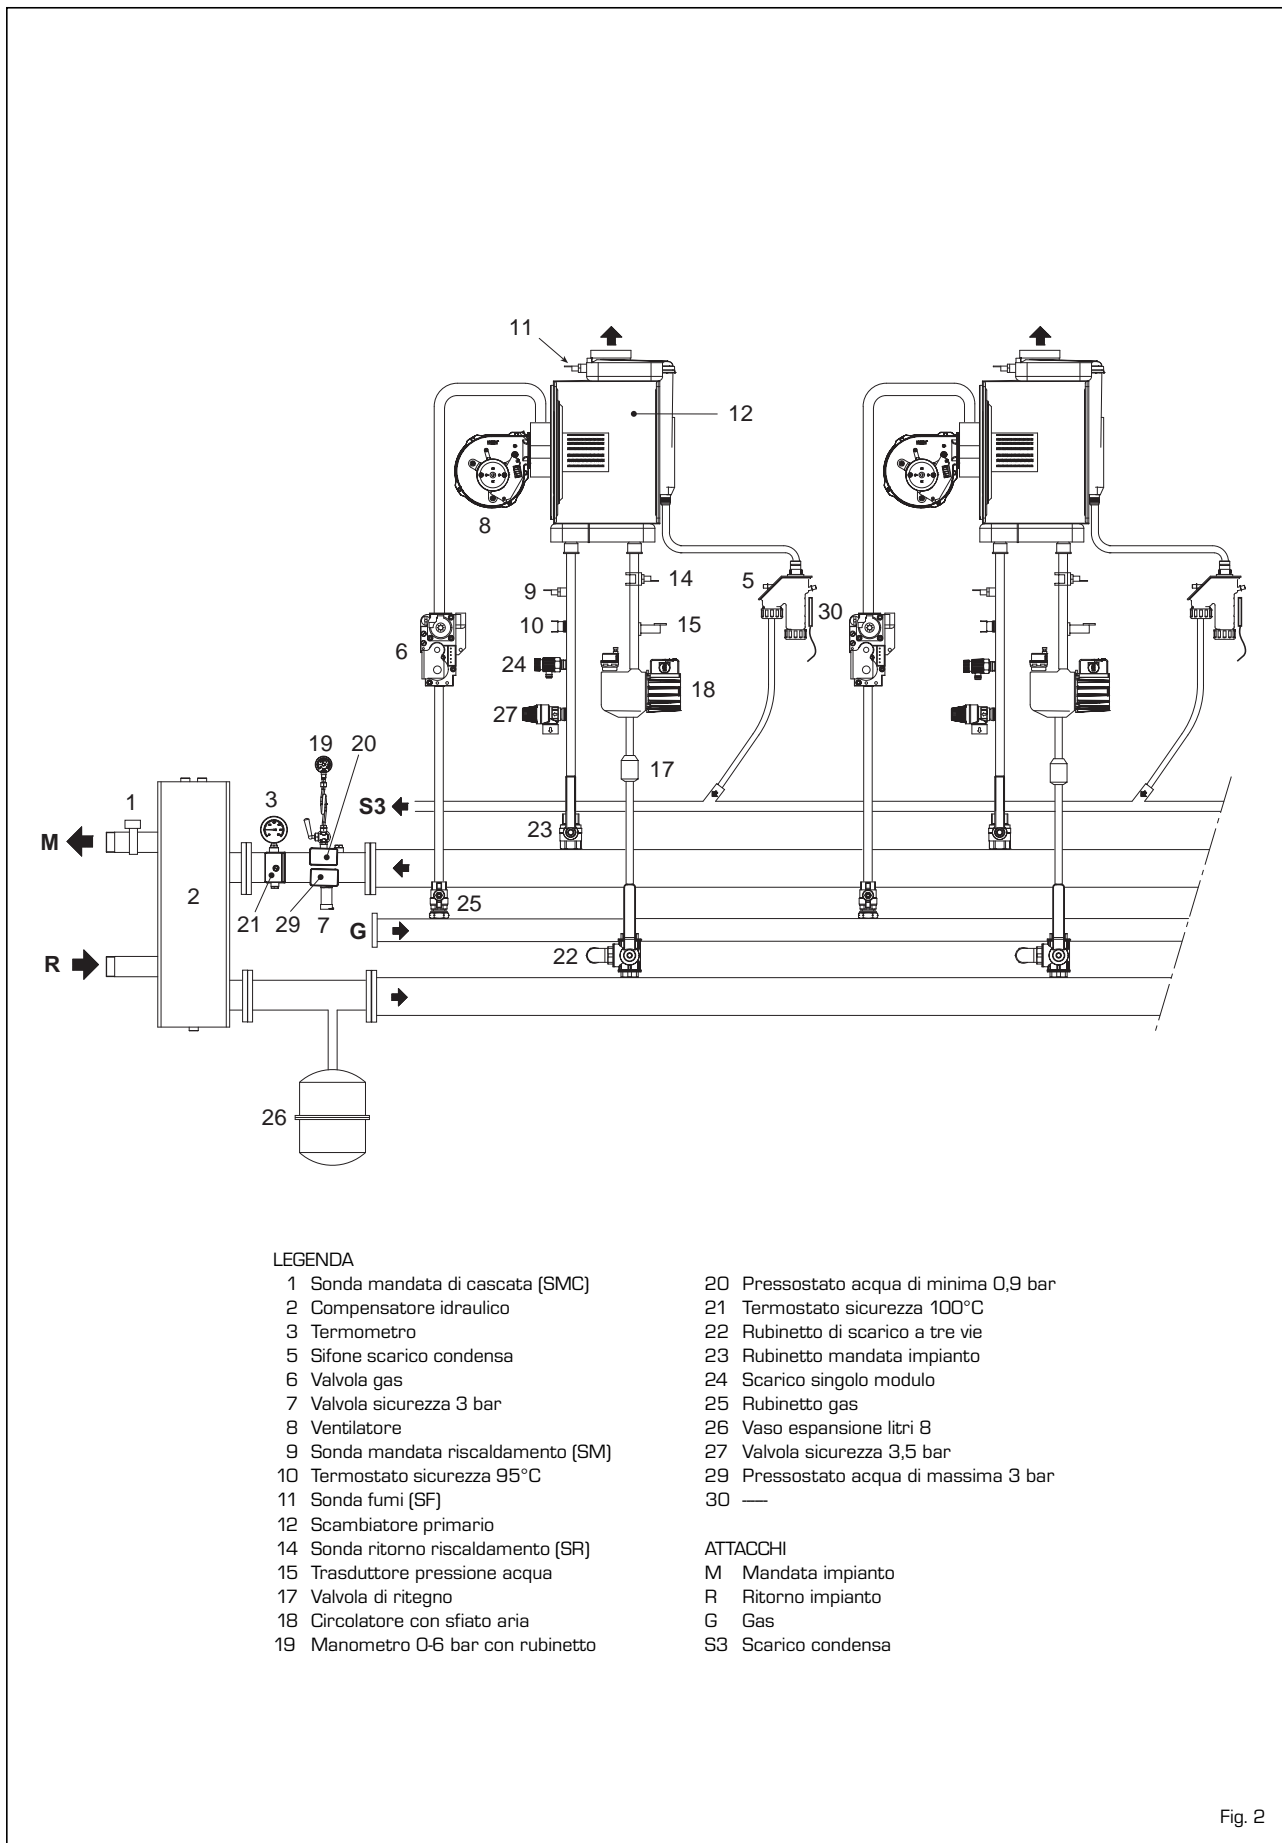 11
12
8
9
14
5
10
15
30
6
24
18
27
19
20
17
1
3
S3
M
23
2
21
29
7
25
G
R
22
26
LEGENDA
1 Sonda mandata di cascata (SMC)
2 Compensatore idraulico
3 Termometro
5 Sifone scarico condensa
6 Valvola gas
7 Valvola sicurezza 3 bar
8 Ventilatore
9 Sonda mandata riscaldamento (SM)
10 Termostato sicurezza 95°C
11 Sonda fumi (SF)
12 Scambiatore primario
14 Sonda ritorno riscaldamento (SR)
15 Trasduttore pressione acqua
17 Valvola di ritegno
18 Circolatore con sfiato aria
19 Manometro 0-6 bar con rubinetto
20 Pressostato acqua di minima 0,9 bar
21 Termostato sicurezza 100°C
22 Rubinetto di scarico a tre vie
23 Rubinetto mandata impianto
24 Scarico singolo modulo
25 Rubinetto gas
26 Vaso espansione litri 8
27 Valvola sicurezza 3,5 bar
29 Pressostato acqua di massima 3 bar
30 -----
ATTACCHI
M Mandata impianto
R Ritorno impianto
G Gas
S3 Scarico condensa
Fig. 2